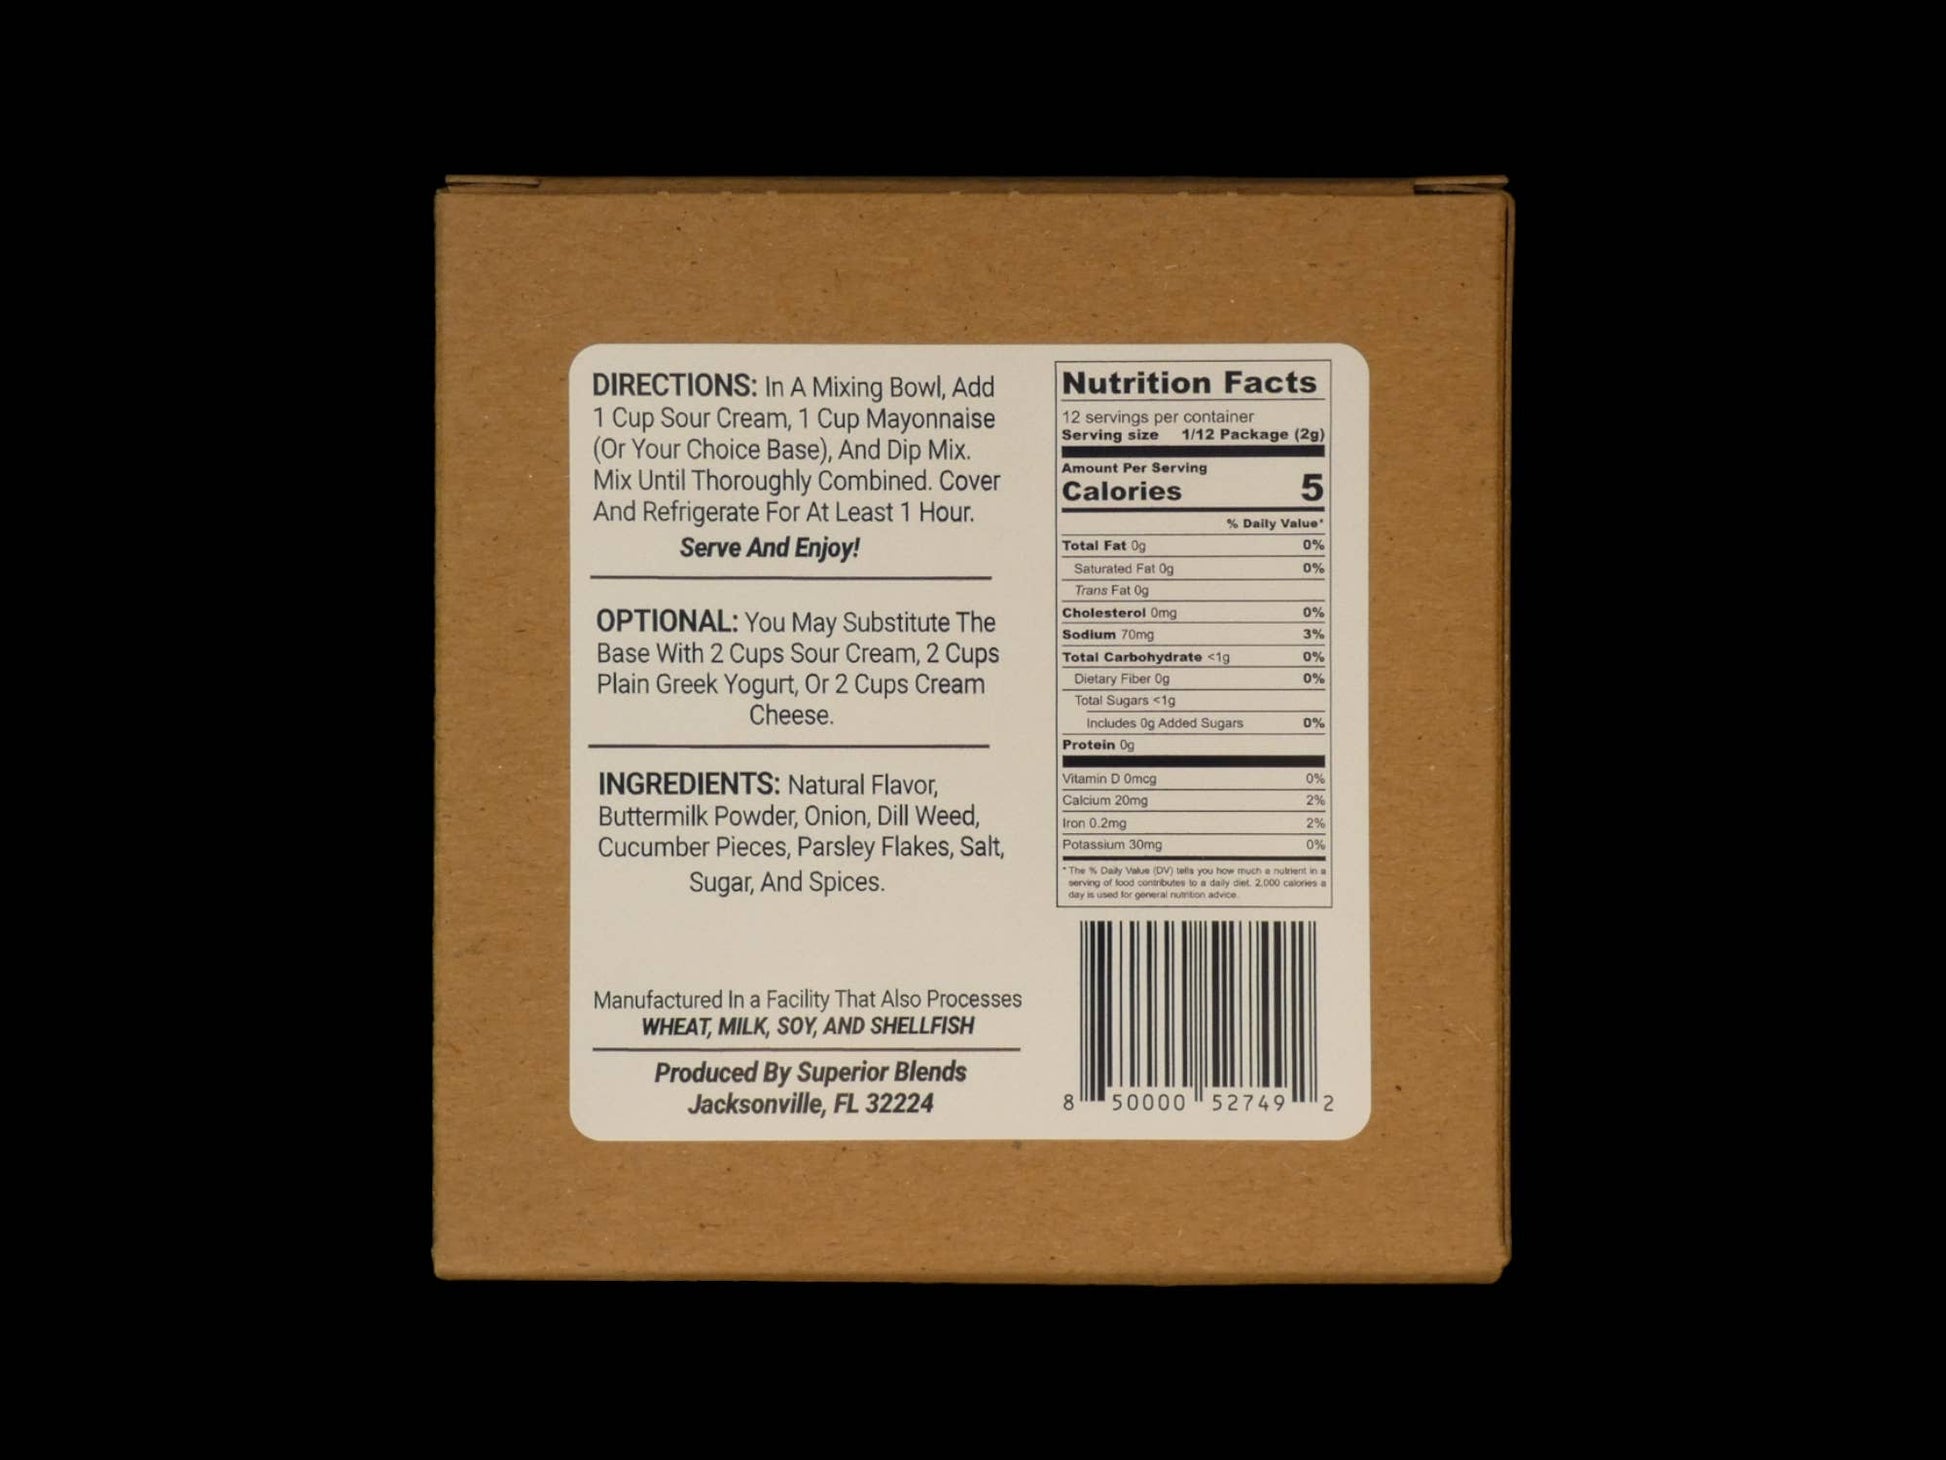 DIRECTIONS: In A Mixing Bowl, Add
1 Cup Sour Cream, 1 Cup Mayonnaise
(Or Your Choice Base), And Dip Mix.
Mix Until Thoroughly Combined. Cover
And Refrigerate For At Least 1 Hour.
Serve And Enjoy!
OPTIONAL: You May Substitute The
Base With 2 Cups Sour Cream, 2 Cups
Plain Greek Yogurt, Or 2 Cups Cream
Cheese.
INGREDIENTS: Natural Flavor,
Buttermilk Powder, Onion, Dill Weed,
Cucumber Pieces, Parsley Flakes, Salt,
Sugar, And Spices.
Manufactured In a Facility That Also Processes
WHEAT, MILK, SOY, AND SHELLFISH
Produced By Superior Blends
Jacksonville, FL 32224
Nutrition Facts
12 servings per container
Serving size 1/12 Package (2g)
Amount Per Serving
Calories 5
% Daily Value*
Total Fat 0g 0%
Saturated Fat 0g 0%
Trans Fat 0g
Cholesterol 0mg 0%
Sodium 70mg 3%
Total Carbohydrate <1g 0%
Dietary Fiber 0g 0%
Total Sugars <1g
Includes 0g Added Sugars 0%
Protein 0g
Vitamin D 0mcg 0%
Calcium 20mg 2%
Iron 0.2mg 2%
Potassium 30mg 0%
*The % Daily Value (DV) tells you how much a nutrient in a
serving of food contributes to a daily diet. 2,000 calories a
day is used for general nutrition advice.
8 50000 52749 2